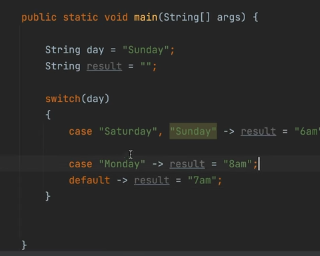 public static void main(String[] args) {
String day = "Sunday";
String result = "";
switch(day)
{
case "Saturday", "Sunday" -> result = "6am"
case "Monday" -> result = "8am";
default -> result = "7am";
}
}